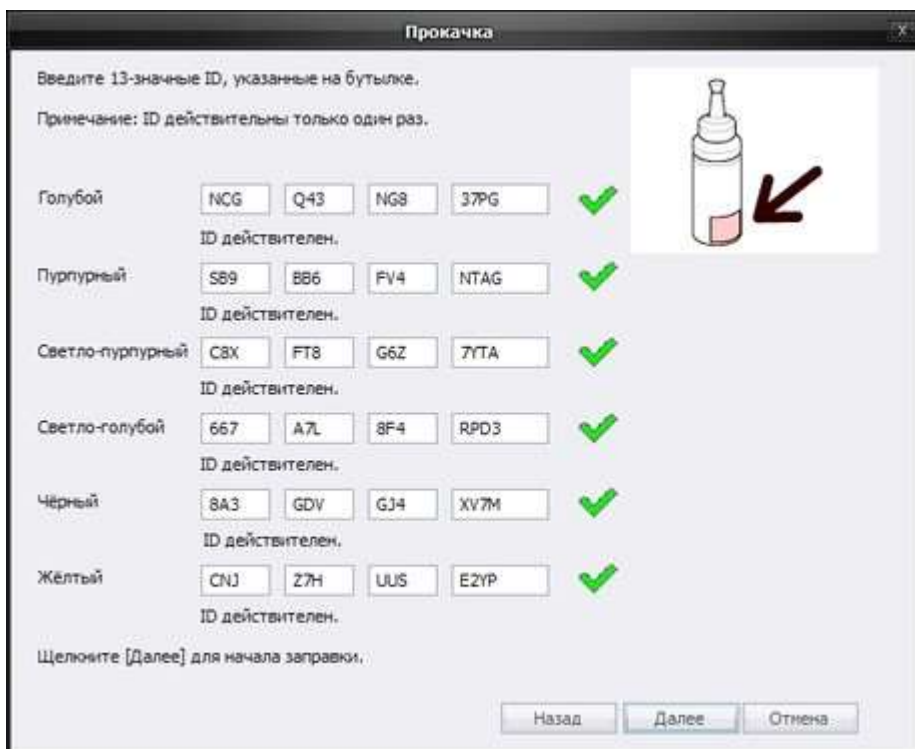 Прокачка
X
Введите 13-значные ID, указанные на бутылке.
Примечание: ID действительны только один раз.
Голубой NCG Q43 NG8 37PG
ID действителен.
Пурпурный SB9 BB6 FV4 NTAG
ID действителен.
Светло-пурпурный C8X FT8 G6Z 7YTA
ID действителен.
Светло-голубой 667 A7L 8F4 RPD3
ID действителен.
Чёрный 8A3 GDV GJ4 XV7M
ID действителен.
Жёлтый CNJ Z7H UUS E2YP
ID действителен.
Щелкните [Далее] для начала заправки.
Назад Далее Отмена